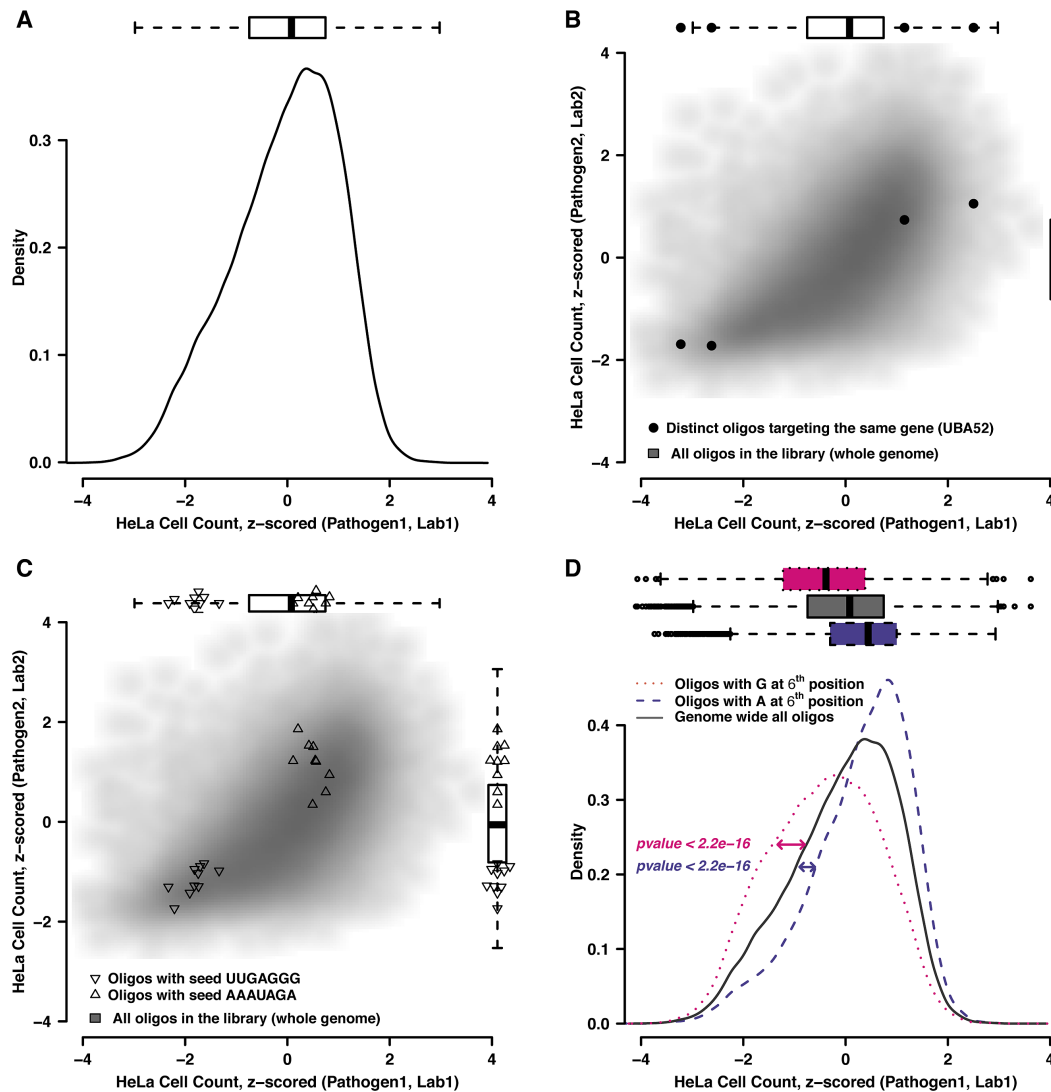 A
Density
0.3
0.2
0.1
0.0
−4 −2 0 2 4
HeLa Cell Count, z−scored (Pathogen1, Lab1)
B
HeLa Cell Count, z−scored (Pathogen2, Lab2)
4
2
0
−2
−4
Distinct oligos targeting the same gene (UBA52)
All oligos in the library (whole genome)
−4 −2 0 2 4
HeLa Cell Count, z−scored (Pathogen1, Lab1)
C
HeLa Cell Count, z−scored (Pathogen2, Lab2)
4
2
0
−2
−4
Oligos with seed UUGAGGG
Oligos with seed AAAUAGA
All oligos in the library (whole genome)
−4 −2 0 2 4
HeLa Cell Count, z−scored (Pathogen1, Lab1)
D
Oligos with G at 6th position
Oligos with A at 6th position
Genome wide all oligos
Density
0.4
0.3
0.2
0.1
0.0
pvalue < 2.2e−16
pvalue < 2.2e−16
−4 −2 0 2 4
HeLa Cell Count, z−scored (Pathogen1, Lab1)